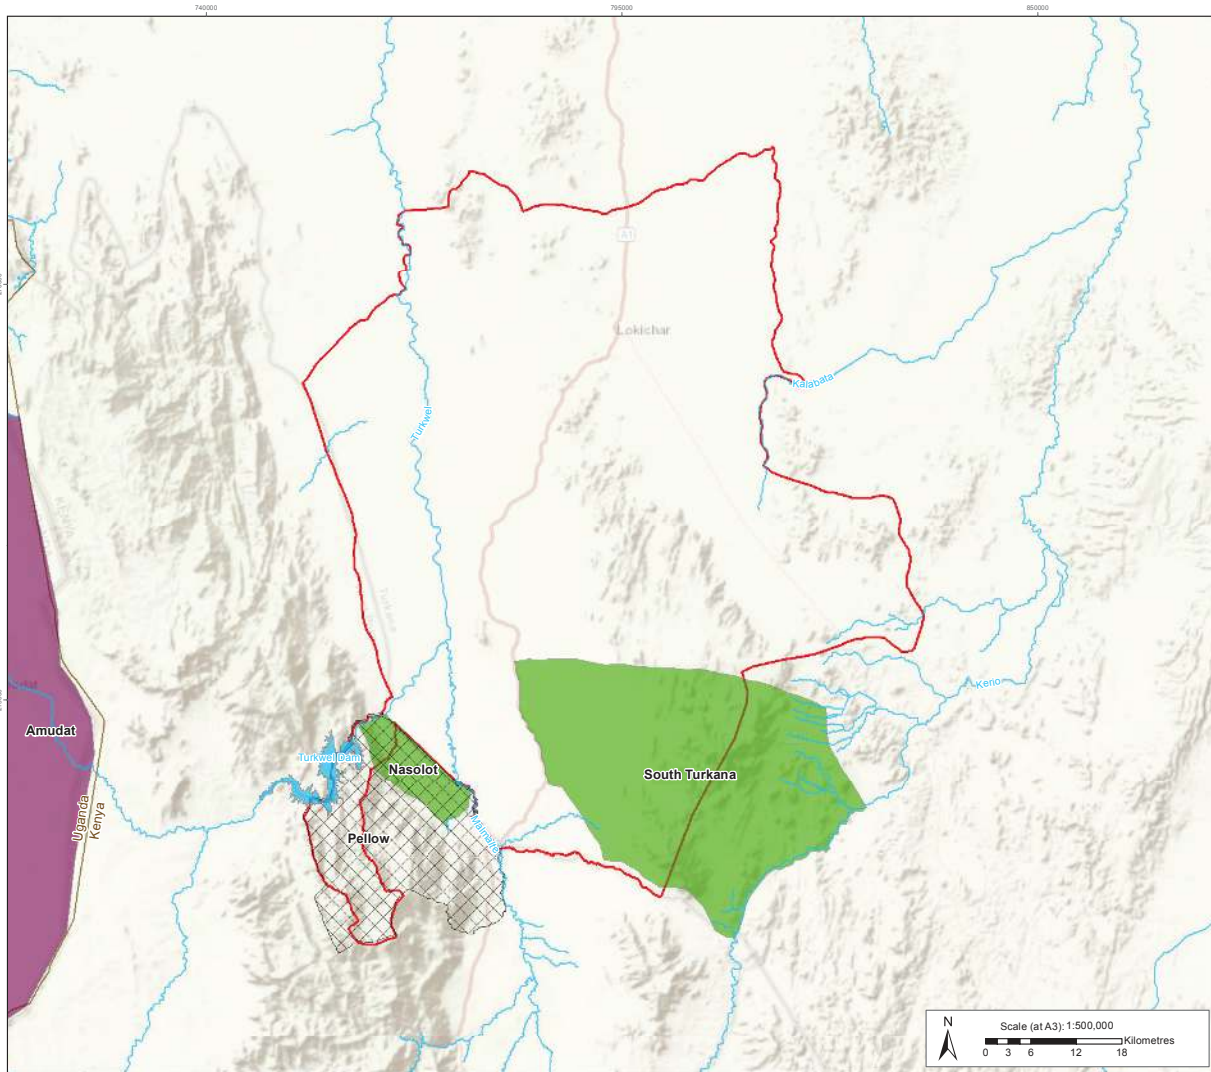 740000
795000
850000
A1
Lokichar
Kalabata
Turkwel
Keno
Amudat
Turkwel Dam
Nasolot
South Turkana
Uganda
Kenya
Malmalte
Pellow
N
Scale (at A3): 1:500,000
Kilometres
0 3 6 12 18